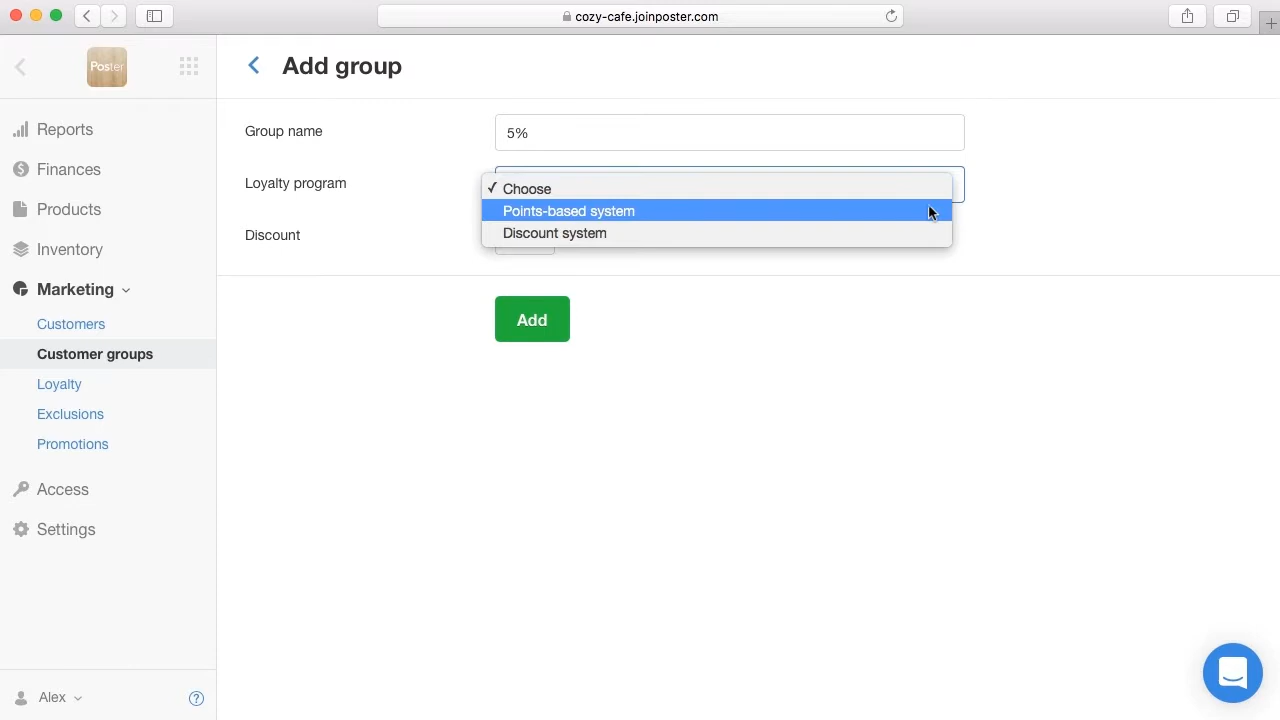 cozy-cafe.joinposter.com
Poster
Add group
Reports
Finances
Products
Inventory
Marketing
Customers
Customer groups
Loyalty
Exclusions
Promotions
Access
Settings
Alex
?
Group name
5%
Loyalty program
✓ Choose
Points-based system
Discount system
Discount
Add